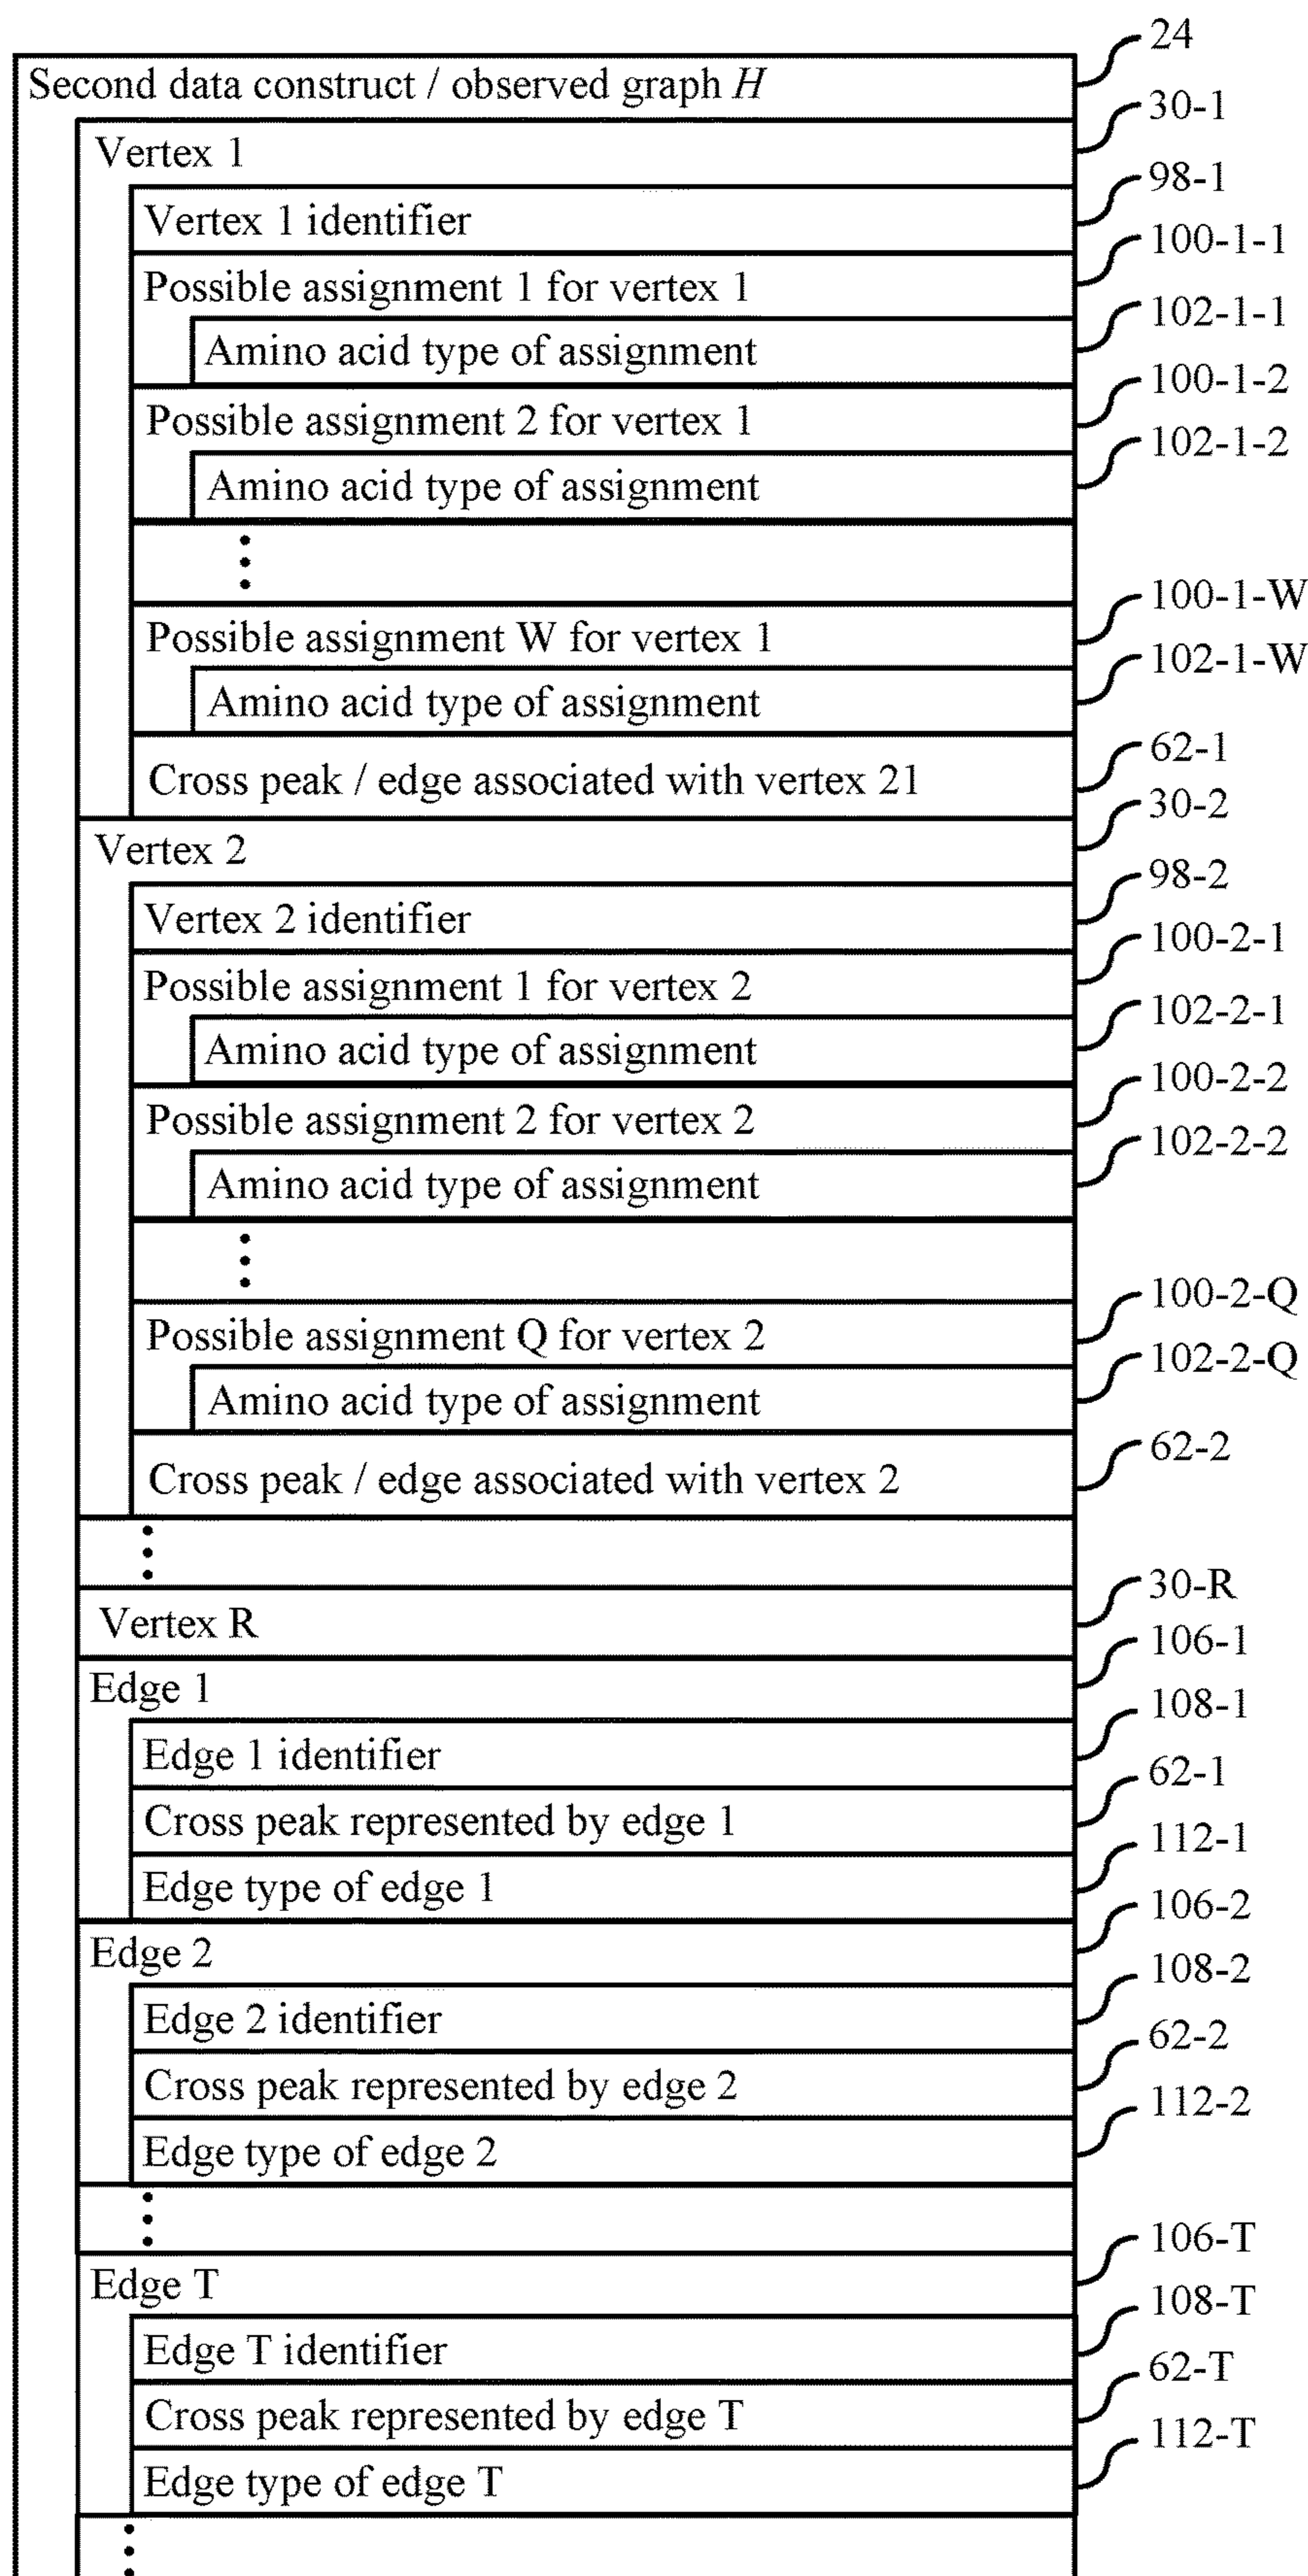 24
Second data construct / observed graph H
30-1
Vertex 1
98-1
Vertex 1 identifier
100-1-1
Possible assignment 1 for vertex 1
102-1-1
Amino acid type of assignment
100-1-2
Possible assignment 2 for vertex 1
102-1-2
Amino acid type of assignment
100-1-W
Possible assignment W for vertex 1
102-1-W
Amino acid type of assignment
62-1
Cross peak / edge associated with vertex 21
30-2
Vertex 2
98-2
Vertex 2 identifier
100-2-1
Possible assignment 1 for vertex 2
102-2-1
Amino acid type of assignment
100-2-2
Possible assignment 2 for vertex 2
102-2-2
Amino acid type of assignment
100-2-Q
Possible assignment Q for vertex 2
102-2-Q
Amino acid type of assignment
62-2
Cross peak / edge associated with vertex 2
30-R
Vertex R
106-1
Edge 1
108-1
Edge 1 identifier
62-1
Cross peak represented by edge 1
112-1
Edge type of edge 1
106-2
Edge 2
108-2
Edge 2 identifier
62-2
Cross peak represented by edge 2
112-2
Edge type of edge 2
106-T
Edge T
108-T
Edge T identifier
62-T
Cross peak represented by edge T
112-T
Edge type of edge T